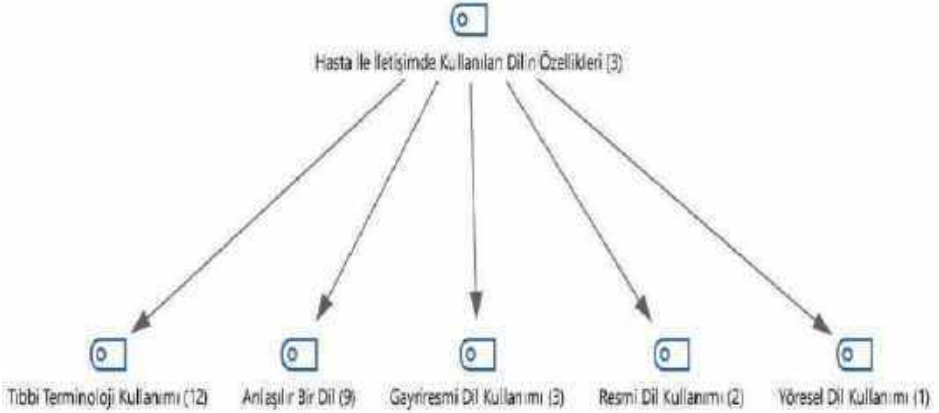 Hasta İle İletişimde Kullanılan Dilin Özellikleri (3)
Tıbbi Terminoloji Kullanımı (12)
Anlaşılır Bir Dil (9)
Gayriresmi Dil Kullanımı (3)
Resmi Dil Kullanımı (2)
Yöresel Dil Kullanımı (1)